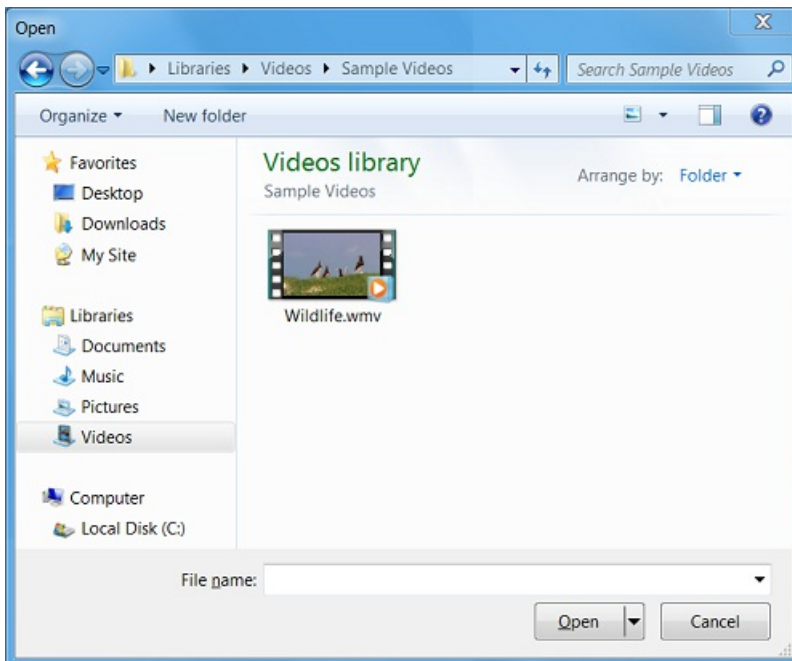 Open
X
Libraries Videos Sample Videos
Search Sample Videos
Organize New folder
?
Favorites
Desktop
Downloads
My Site
Libraries
Documents
Music
Pictures
Videos
Computer
Local Disk (C:)
Videos library
Sample Videos
Arrange by: Folder
Wildlife.wmv
File name:
Open Cancel